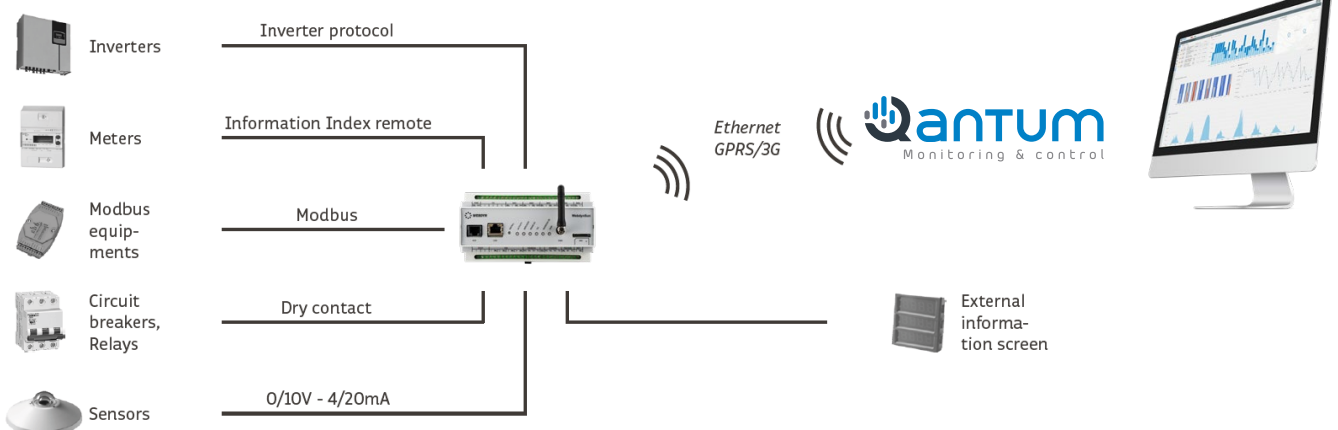 Inverters
Inverter protocol
Meters
Information Index remote
Modbus
equip-
ments
Modbus
Circuit
breakers,
Relays
Dry contact
Sensors
0/10V - 4/20mA
Ethernet
GPRS/3G
Qantum
Monitoring & control
External
informa-
tion screen